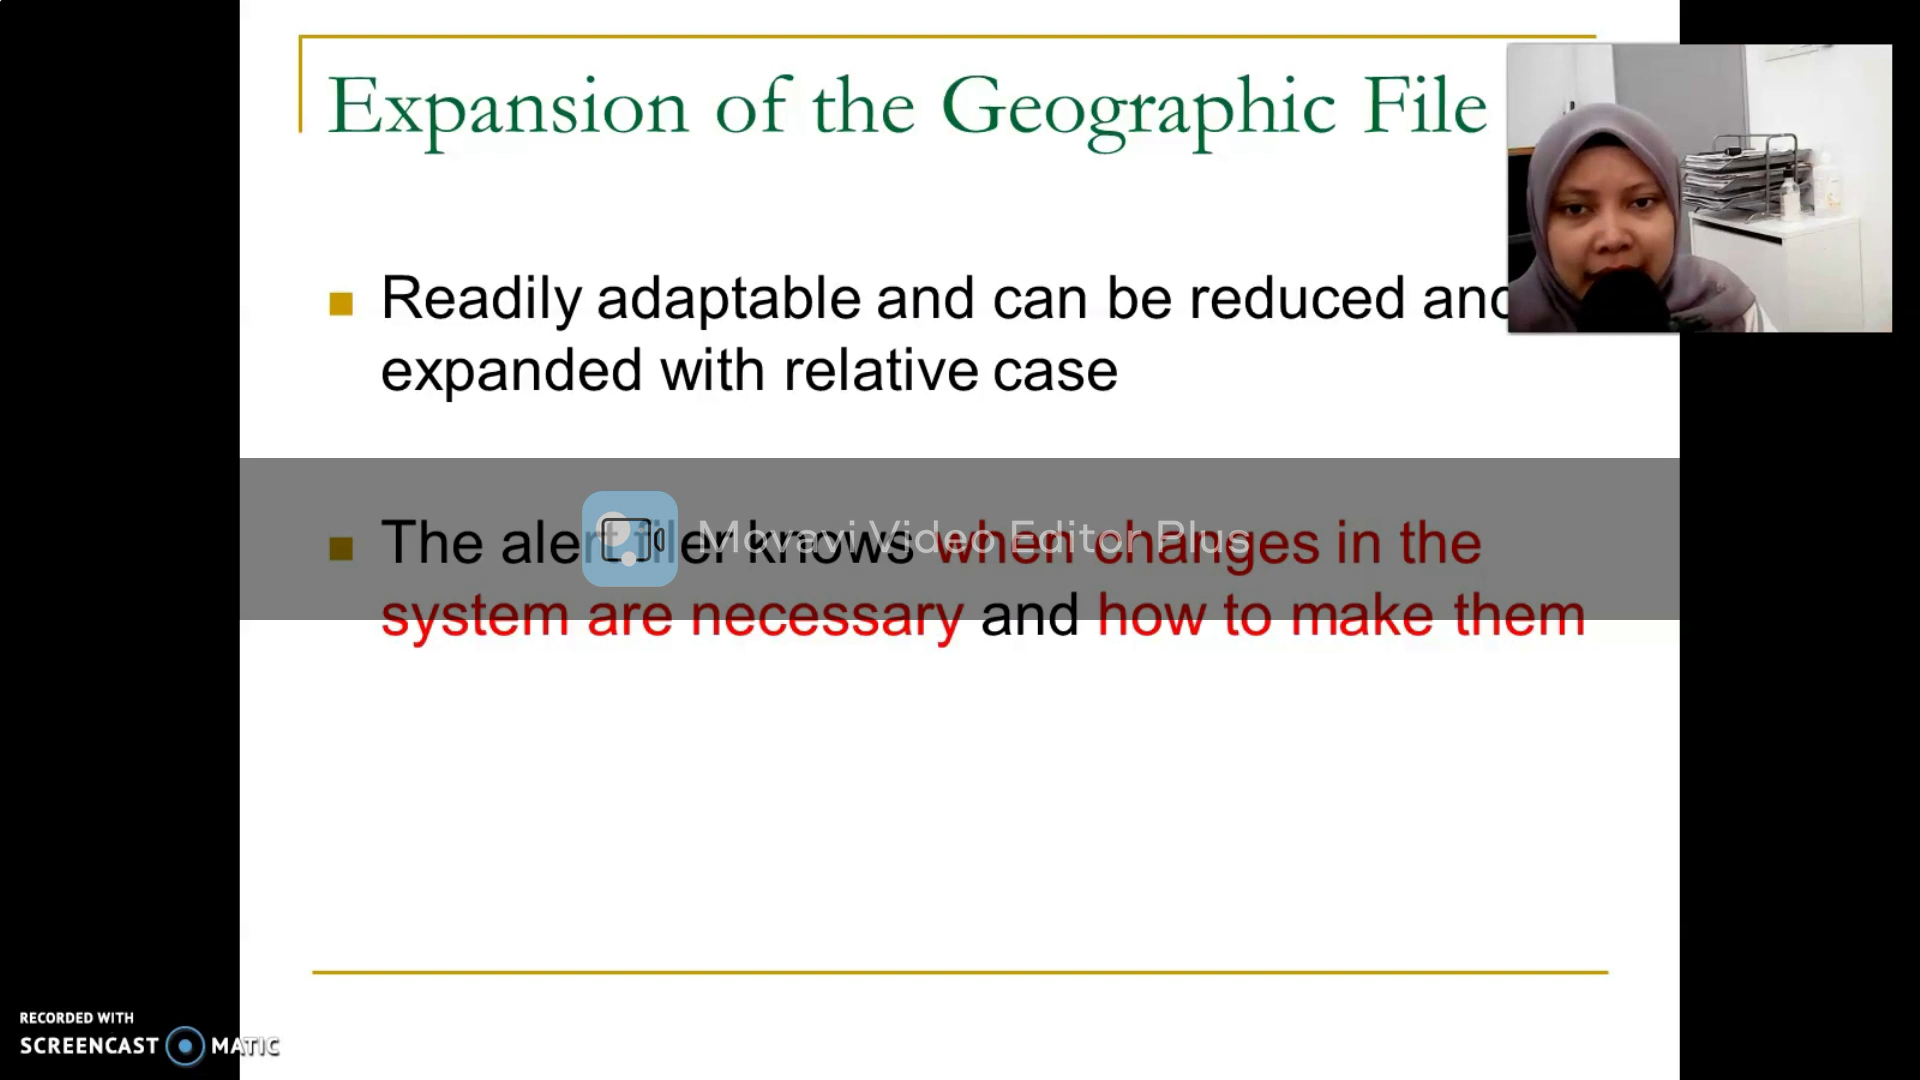 Expansion of the Geographic File
Readily adaptable and can be reduced and
expanded with relative case
The alert filer knows when changes in the
system are necessary and how to make them
Movavi Video Editor Plus
RECORDED WITH
SCREENCAST MATIC